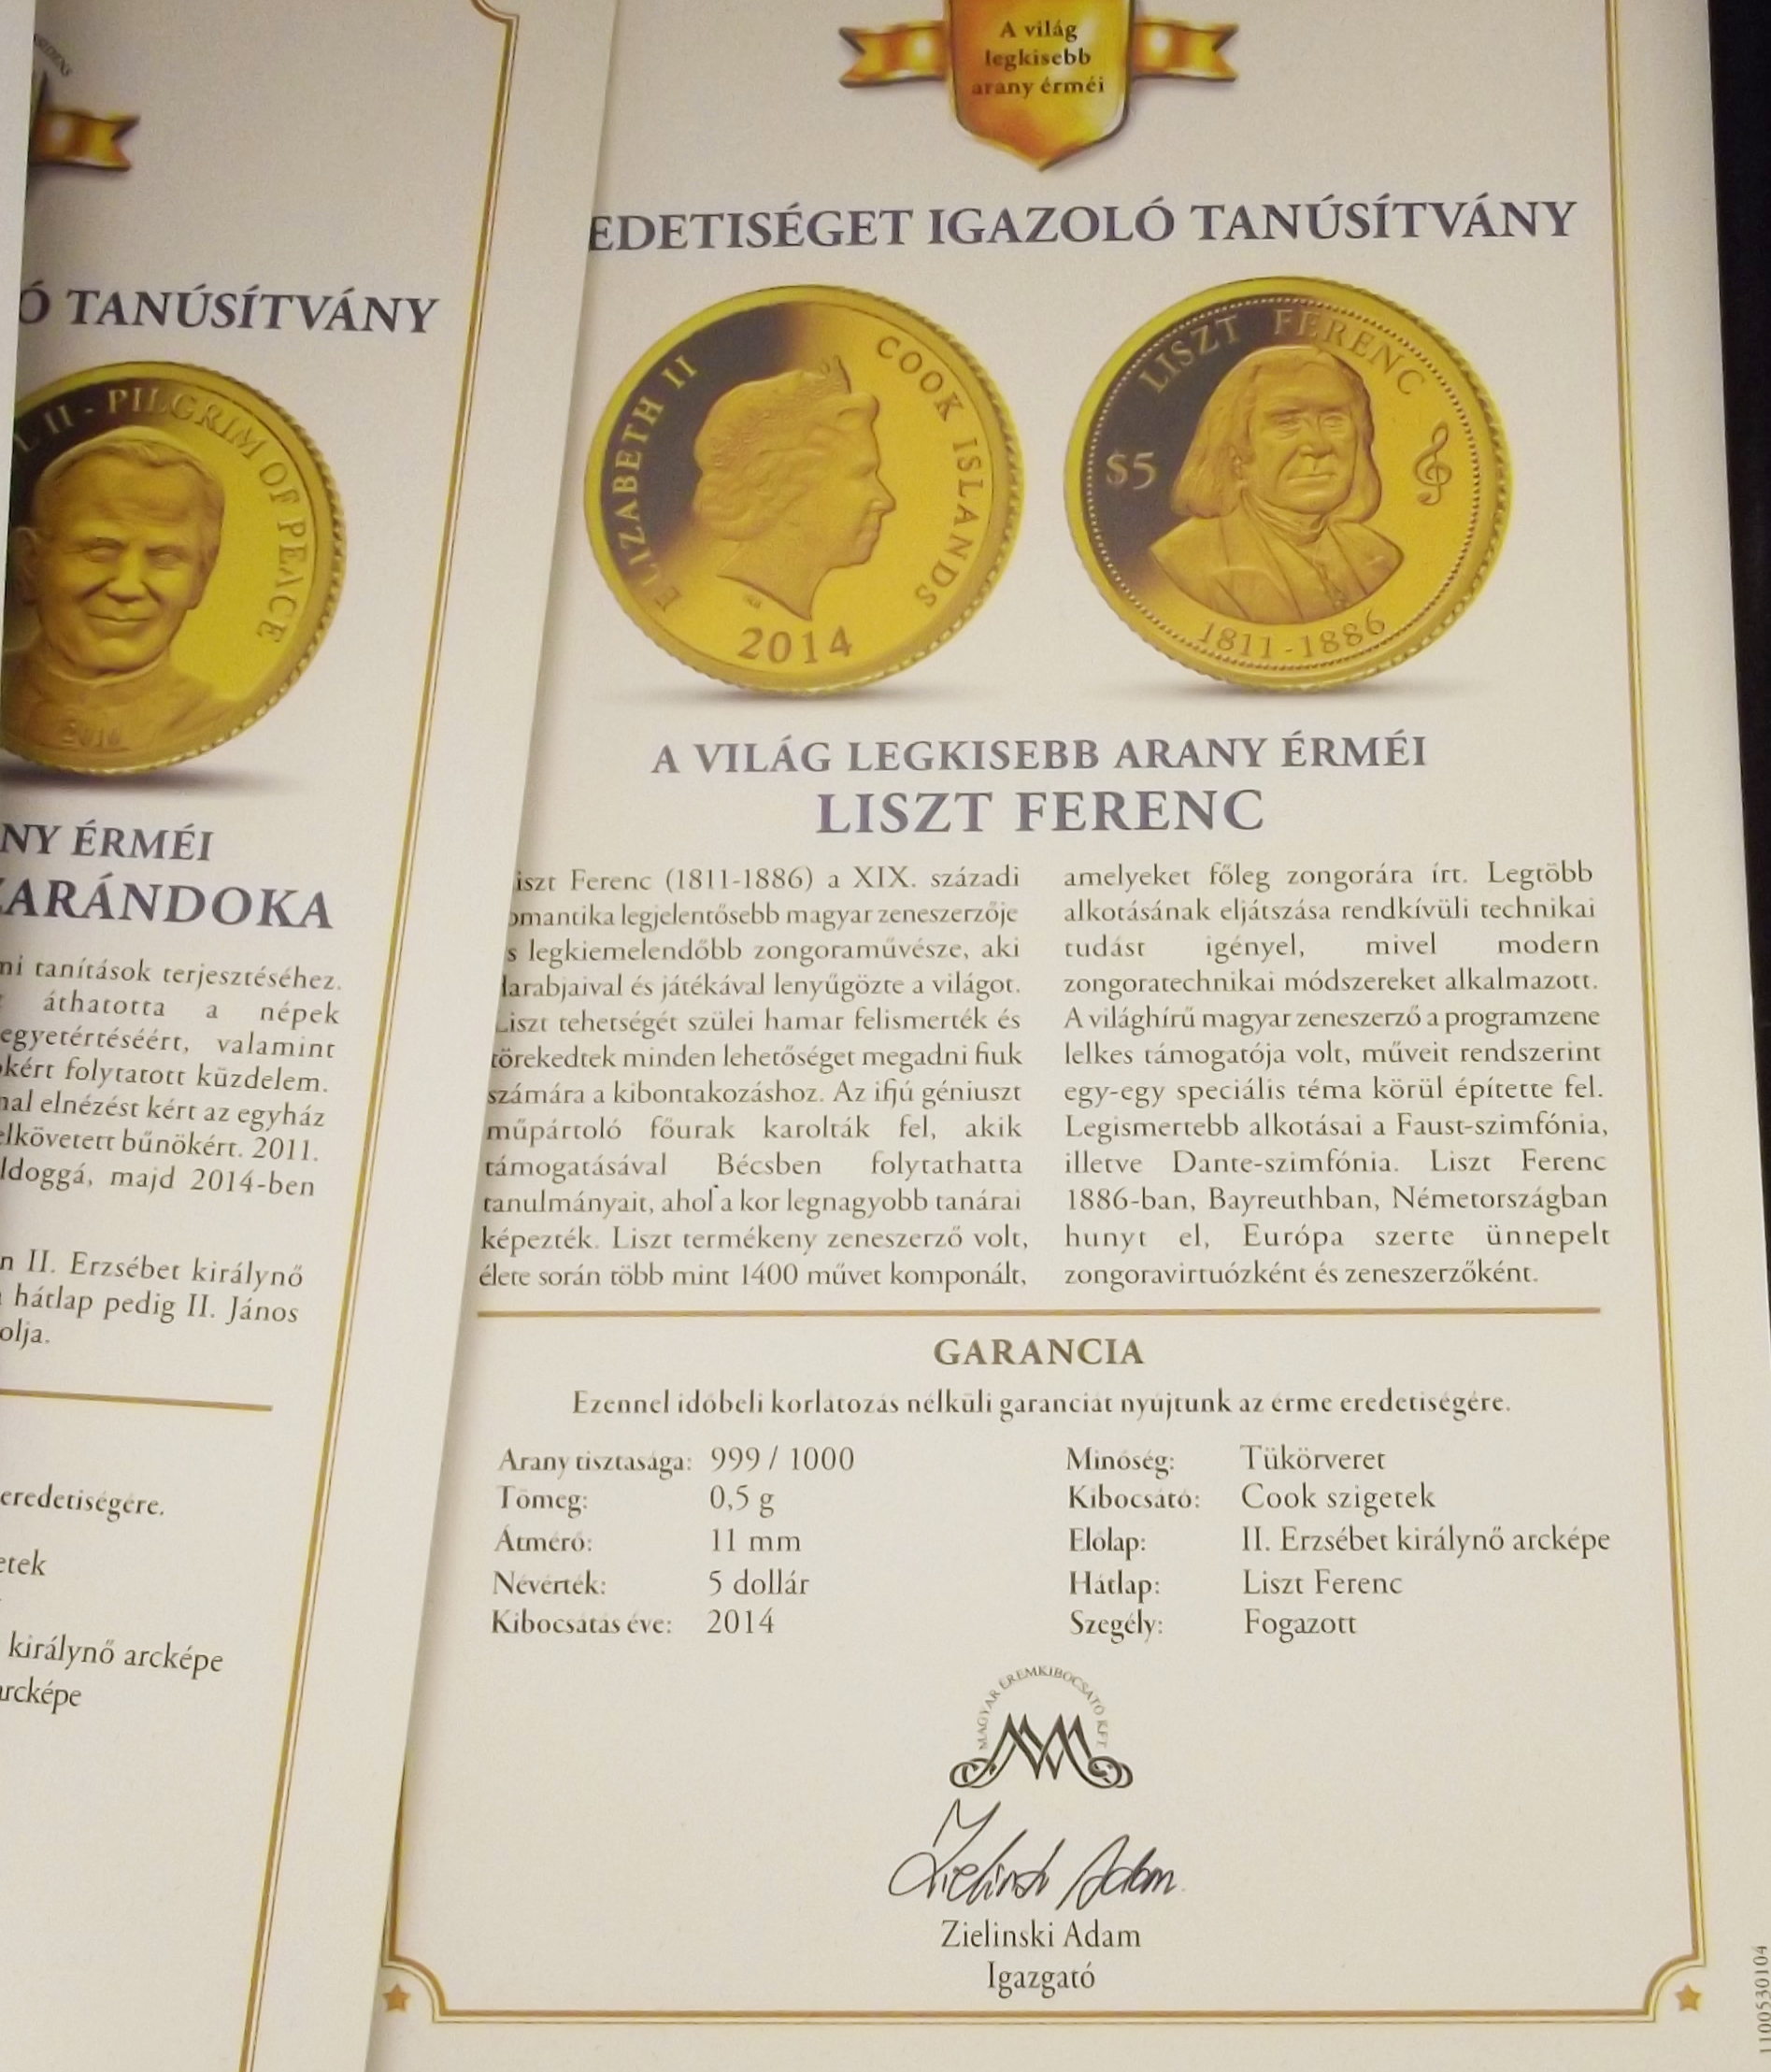 Ó TANÚSÍTVÁNY
II - PILGRIM OF PEACE
NY ÉRMÉI
ZARÁNDOKA
tanítások terjesztéséhez.
áthatotta a népek
egyetértéséért, valamint
folytatott küzdelem.
elnézést kért az egyház
elkövetett bűnökért. 2011.
majd 2014-ben
II. Erzsébet királynő
hátlap pedig II. János
eredetiségére.
királynő arcképe
arcképe
A világ
legkisebb
arany érméi
EDETISÉGET IGAZOLÓ TANÚSÍTVÁNY
ELIZABETH II
COOK ISLANDS
2014
LISZT FERENC
$5
1811-1886
A VILÁG LEGKISEBB ARANY ÉRMÉI
LISZT FERENC
iszt Ferenc (1811-1886) a XIX. századi
omantika legjelentősebb magyar zeneszerzője
s legkiemelendőbb zongoraművésze, aki
darabjaival és játékával lenyűgözte a világot.
Liszt tehetségét szülei hamar felismerték és
törekedtek minden lehetőséget megadni fiuk
számára a kibontakozáshoz. Az ifjú géniuszt
műpártoló főurak karolták fel, akik
támogatásával Bécsben folytathatta
tanulmányait, ahol a kor legnagyobb tanárai
képezték. Liszt termékeny zeneszerző volt,
élete során több mint 1400 művet komponált,
amelyeket főleg zongorára írt. Legtöbb
alkotásának eljátszása rendkívüli technikai
tudást igényel, mivel modern
zongoratechnikai módszereket alkalmazott.
A világhírű magyar zeneszerző a programzene
lelkes támogatója volt, műveit rendszerint
egy-egy speciális téma körül építette fel.
Legismertebb alkotásai a Faust-szimfónia,
illetve Dante-szimfónia. Liszt Ferenc
1886-ban, Bayreuthban, Németországban
hunyt el, Európa szerte ünnepelt
zongoravirtuózként és zeneszerzőként.
GARANCIA
Ezennel időbeli korlátozás nélküli garanciát nyújtunk az érme eredetiségére.
Arany tisztasága: 999 / 1000
Tömeg: 0,5 g
Átmérő: 11 mm
Névérték: 5 dollár
Kibocsátás éve: 2014
Minőség: Tükörveret
Kibocsátó: Cook szigetek
Előlap: II. Erzsébet királynő arcképe
Hátlap: Liszt Ferenc
Szegély: Fogazott
MAGYAR ÉREMKIBOCSÁTÓ KFT
Zielinski Adam
Zielinski Adam
Igazgató
1100530104